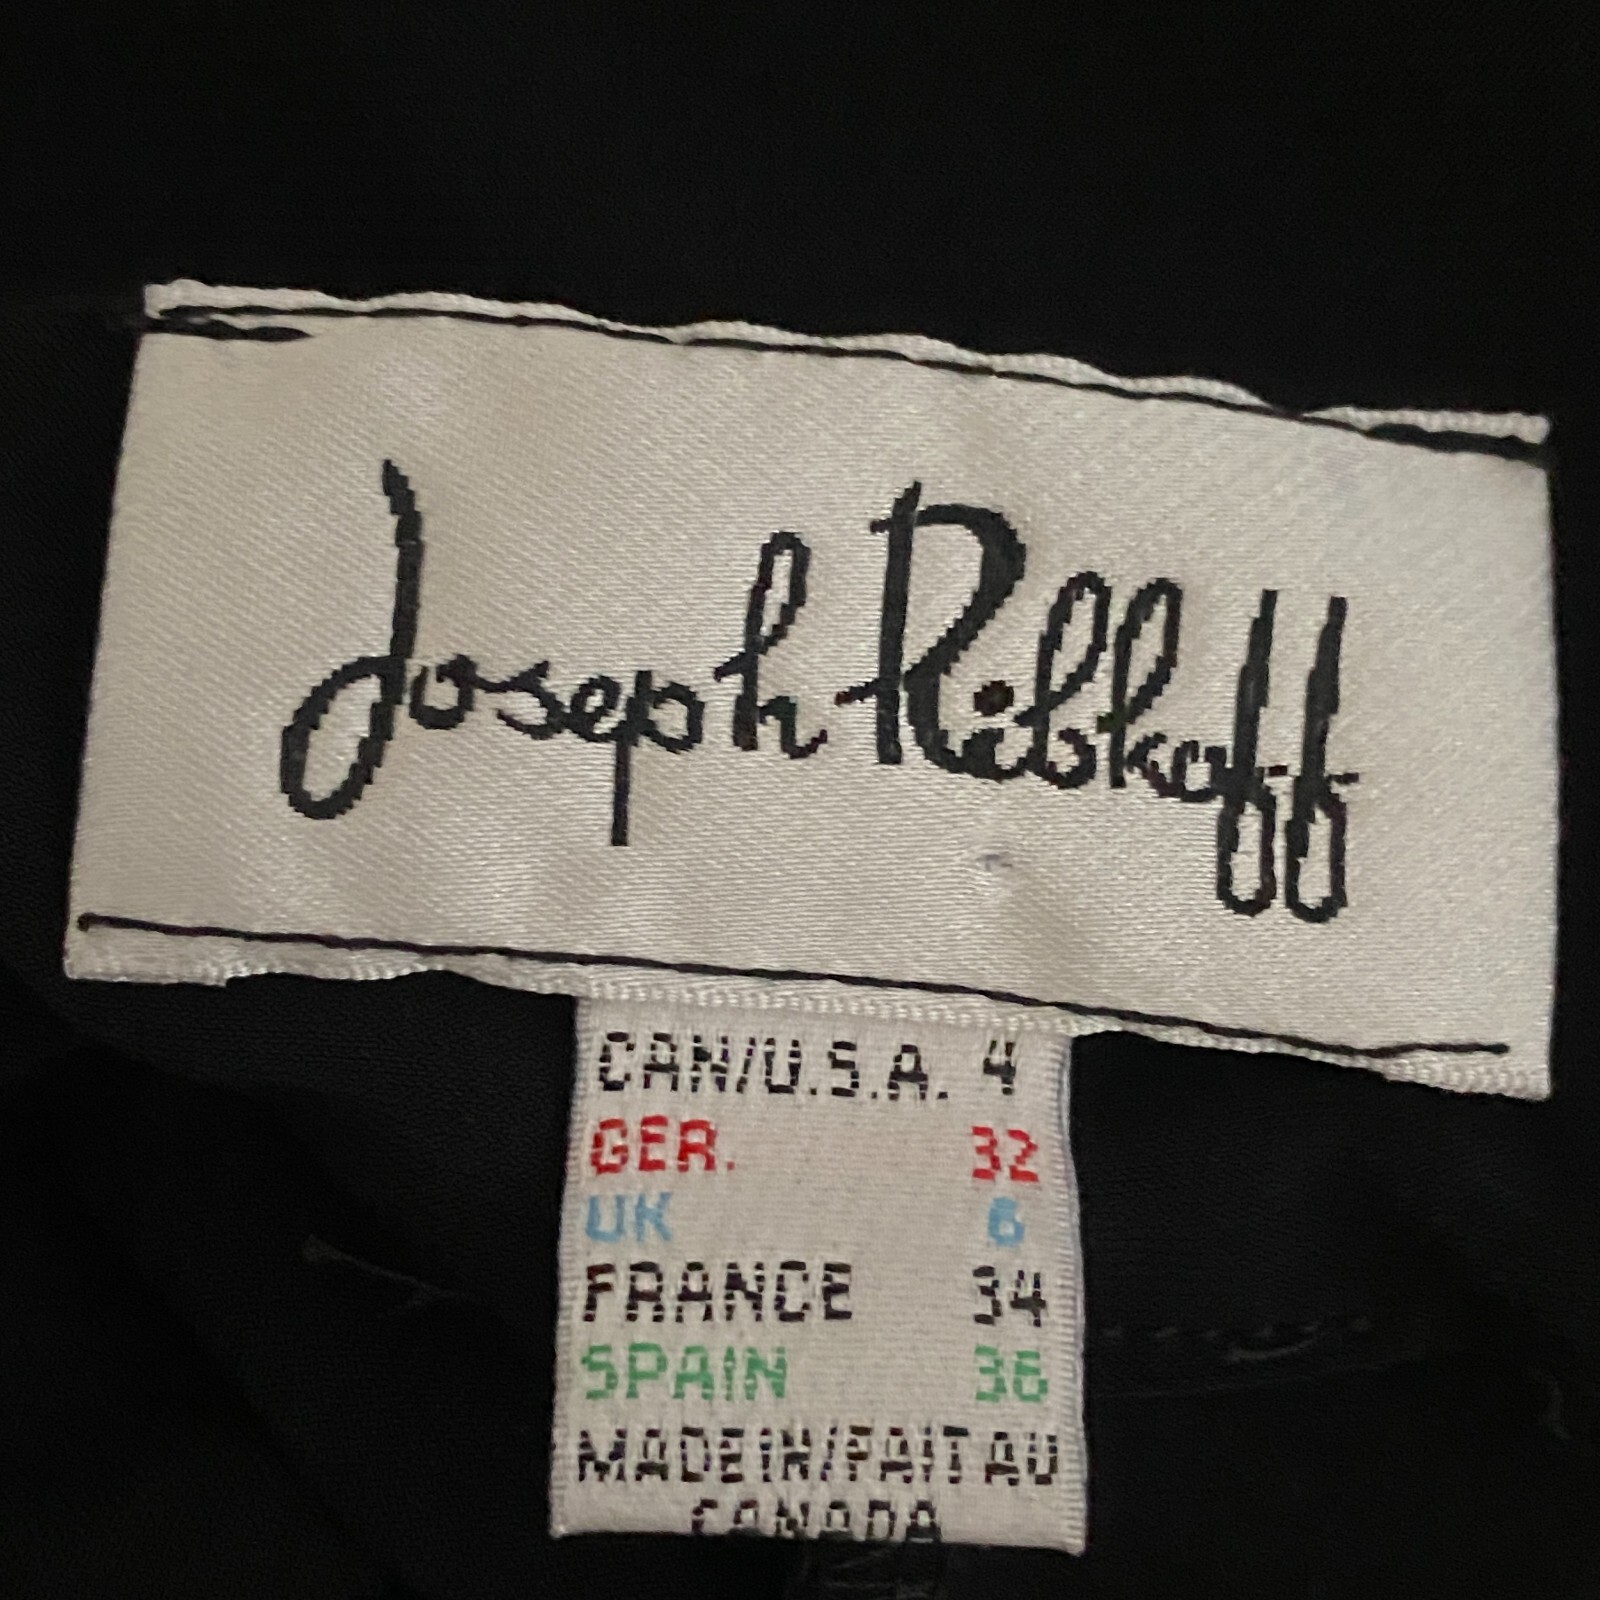 Joseph Ribkoff
CAN/U.S.A. 4
GER. 32
UK 6
FRANCE 34
SPAIN 36
MADE IN/FAIT AU
CANADA